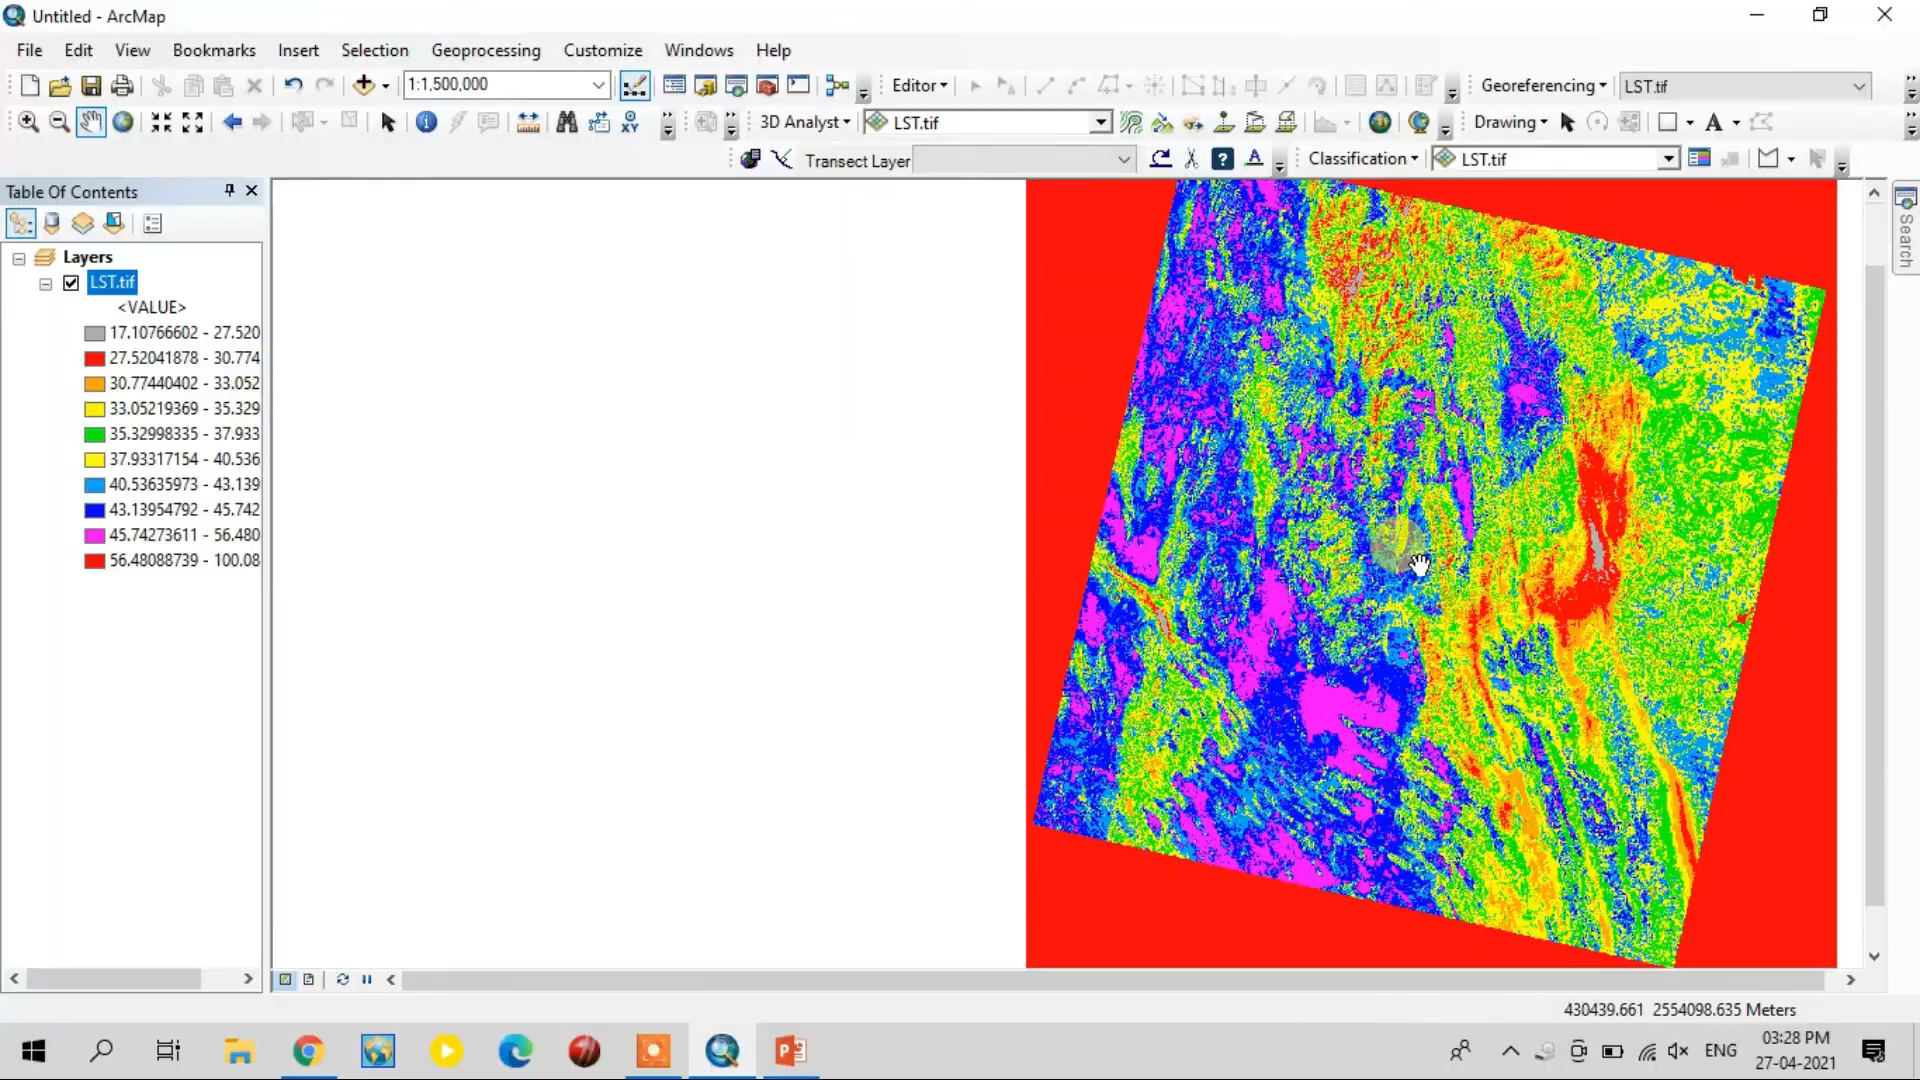 Untitled - ArcMap
File Edit View Bookmarks Insert Selection Geoprocessing Customize Windows Help
1:1,500,000 Editor Georeferencing LST.tif
XY 3D Analyst LST.tif Drawing A
Transect Layer ? A Classification LST.tif
Table Of Contents
Search
Layers
LST.tif
<VALUE>
17.10766602 - 27.520
27.52041878 - 30.774
30.77440402 - 33.052
33.05219369 - 35.329
35.32998335 - 37.933
37.93317154 - 40.536
40.53635973 - 43.139
43.13954792 - 45.742
45.74273611 - 56.480
56.48088739 - 100.08
430439.661 2554098.635 Meters
ENG 03:28 PM
27-04-2021